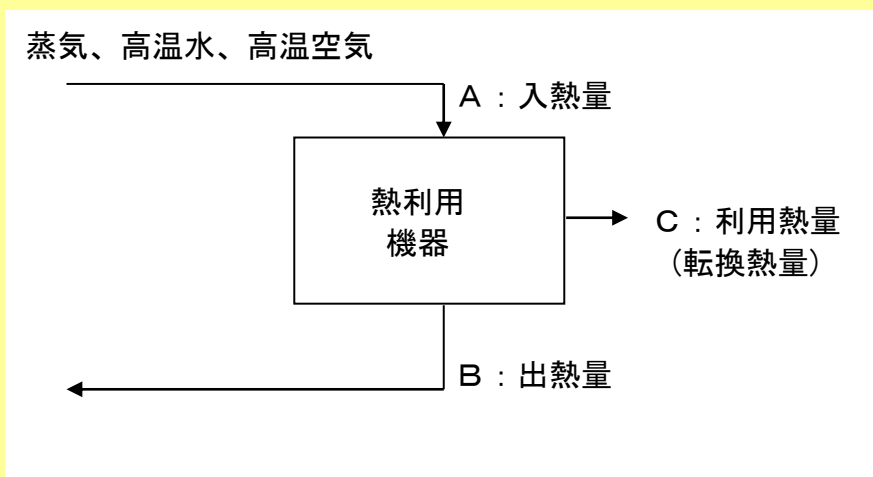 蒸気、高温水、高温空気
A：入熱量
熱利用
機器
C：利用熱量
（転換熱量）
B：出熱量